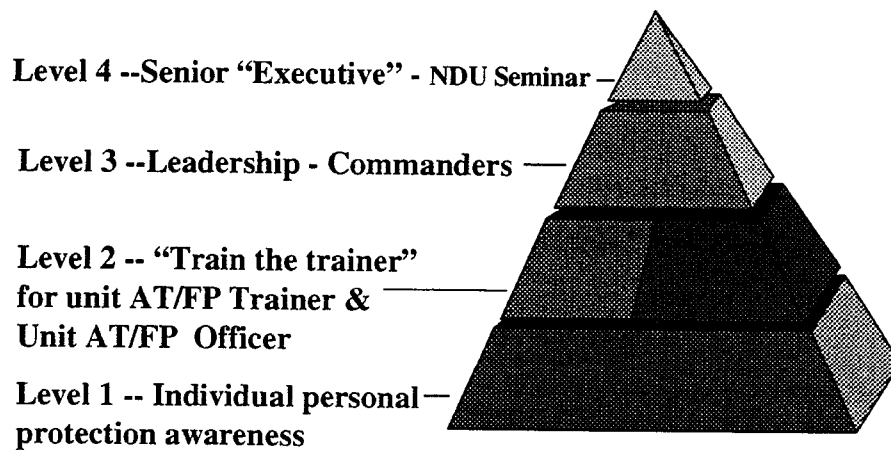 Level 4 --Senior “Executive” - NDU Seminar
Level 3 --Leadership - Commanders
Level 2 -- “Train the trainer”
for unit AT/FP Trainer &
Unit AT/FP Officer
Level 1 -- Individual personal
protection awareness